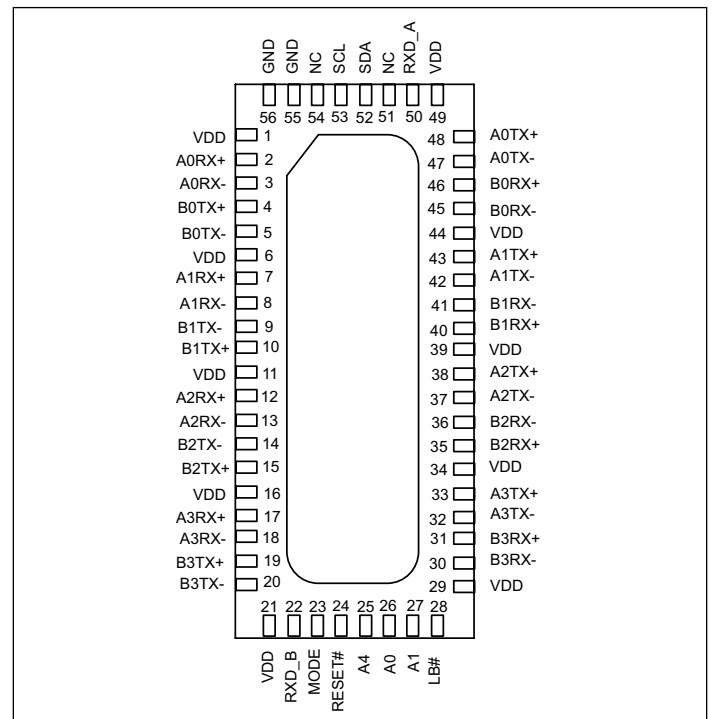 GND
GND
NC
SCL
SDA
NC
RXD_A
VDD
56 55 54 53 52 51 50 49
VDD 1 48 A0TX+
A0RX+ 2 47 A0TX-
A0RX- 3 46 B0RX+
B0TX+ 4 45 B0RX-
B0TX- 5 44 VDD
VDD 6 43 A1TX+
A1RX+ 7 42 A1TX-
A1RX- 8 41 B1RX-
B1TX- 9 40 B1RX+
B1TX+ 10 39 VDD
VDD 11 38 A2TX+
A2RX+ 12 37 A2TX-
A2RX- 13 36 B2RX-
B2TX- 14 35 B2RX+
B2TX+ 15 34 VDD
VDD 16 33 A3TX+
A3RX+ 17 32 A3TX-
A3RX- 18 31 B3RX+
B3TX+ 19 30 B3RX-
B3TX- 20 29 VDD
21 22 23 24 25 26 27 28
VDD
RXD_B
MODE
RESET#
A4
A0
A1
LB#